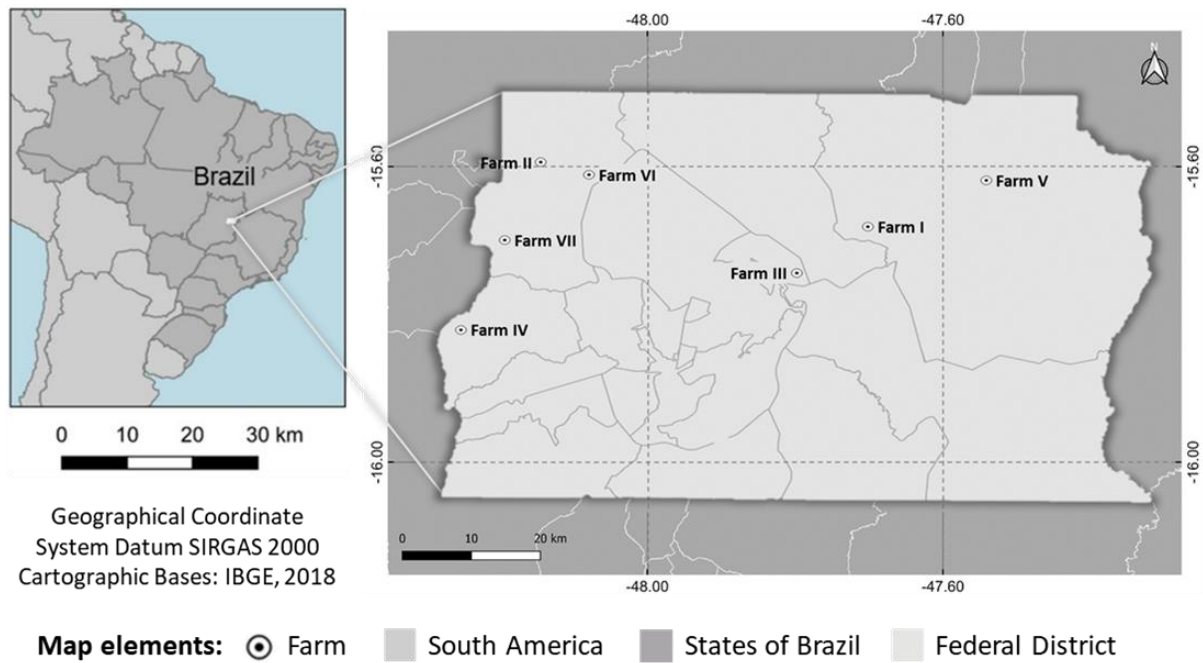 -48.00
-47.60
N
Brazil
Farm II
-15.60
-15.60
Farm VI
Farm V
Farm I
Farm VII
Farm III
Farm IV
0 10 20 30 km
-16.00
-16.00
Geographical Coordinate
System Datum SIRGAS 2000
Cartographic Bases: IBGE, 2018
0 10 20 km
-48.00
-47.60
Map elements: Farm South America States of Brazil Federal District